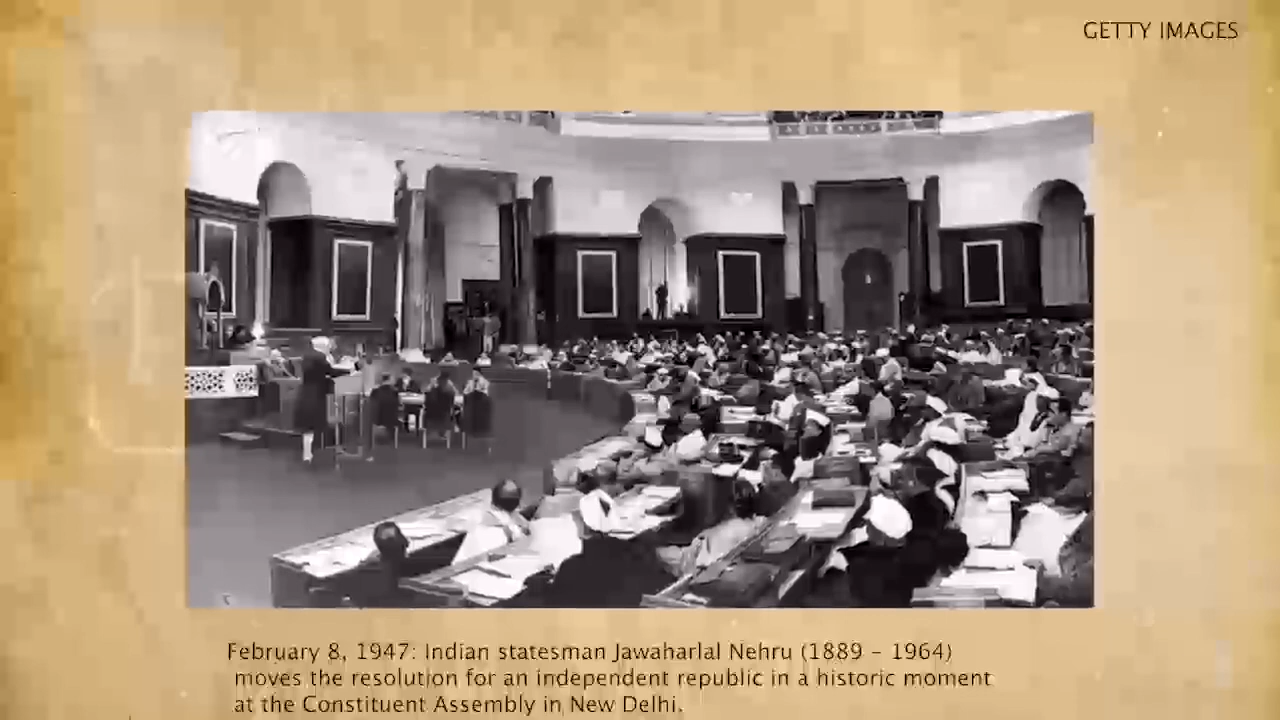 GETTY IMAGES
February 8, 1947: Indian statesman Jawaharlal Nehru (1889 – 1964)
moves the resolution for an independent republic in a historic moment
at the Constituent Assembly in New Delhi.